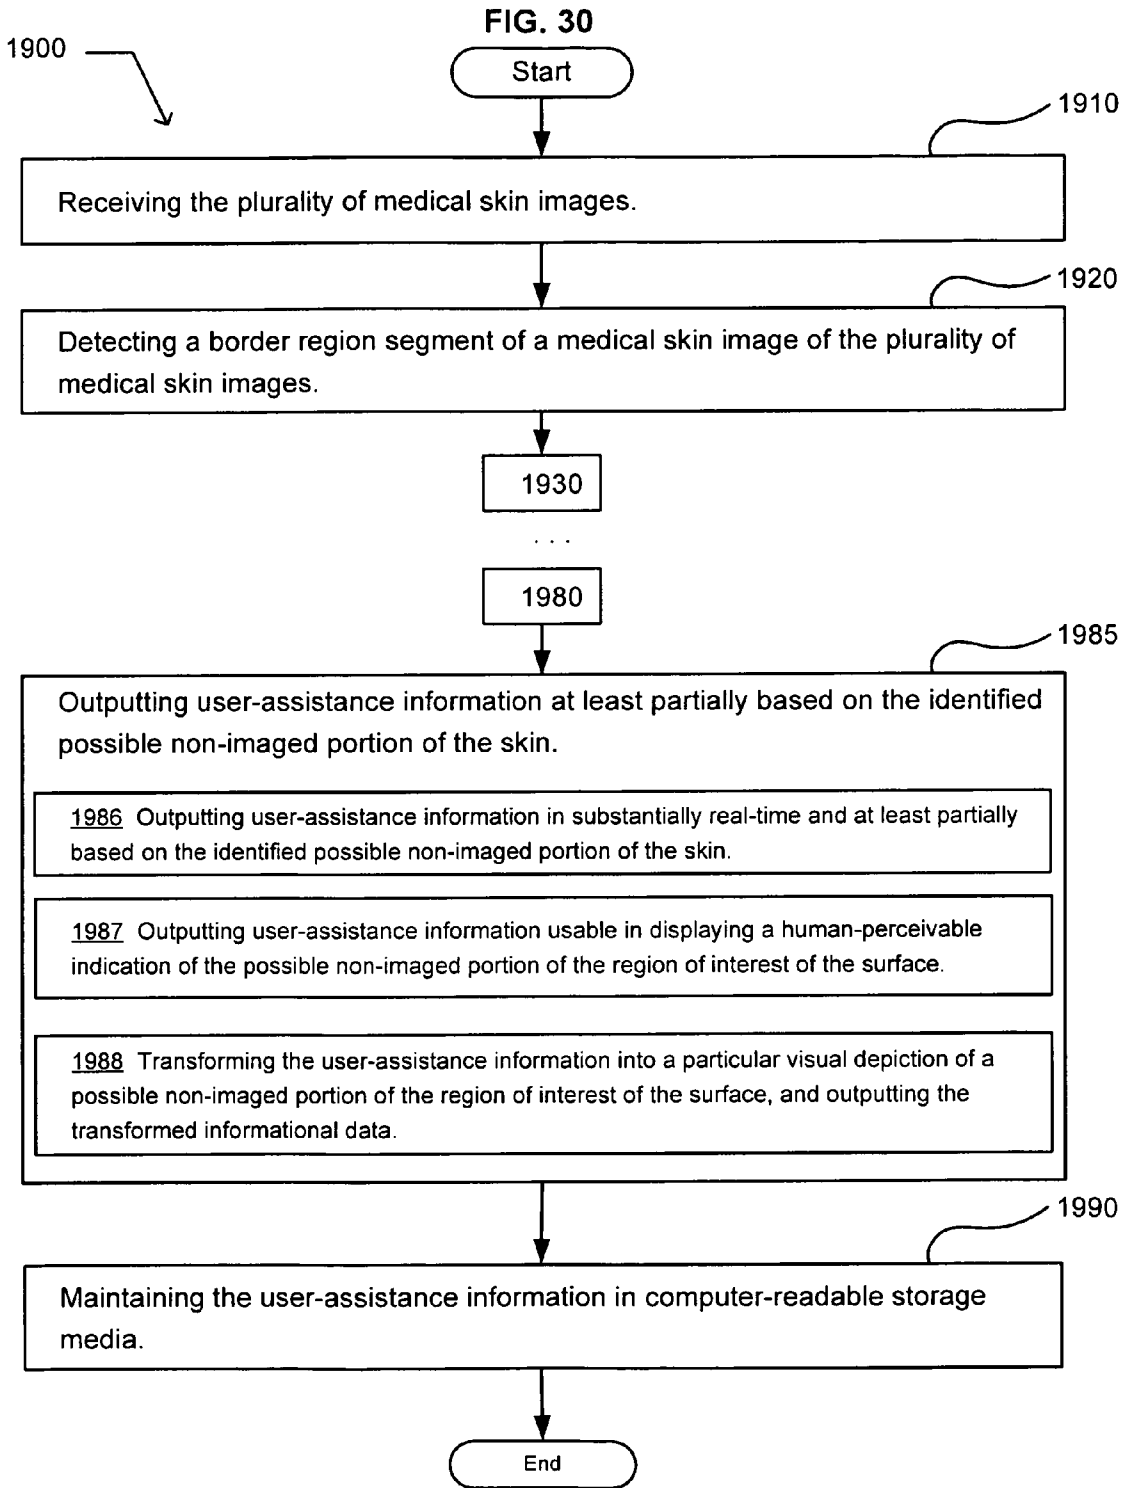 FIG. 30
1900
Start
1910
Receiving the plurality of medical skin images.
1920
Detecting a border region segment of a medical skin image of the plurality of
medical skin images.
1930
. . .
1980
1985
Outputting user-assistance information at least partially based on the identified
possible non-imaged portion of the skin.
1986 Outputting user-assistance information in substantially real-time and at least partially
based on the identified possible non-imaged portion of the skin.
1987 Outputting user-assistance information usable in displaying a human-perceivable
indication of the possible non-imaged portion of the region of interest of the surface.
1988 Transforming the user-assistance information into a particular visual depiction of a
possible non-imaged portion of the region of interest of the surface, and outputting the
transformed informational data.
1990
Maintaining the user-assistance information in computer-readable storage
media.
End